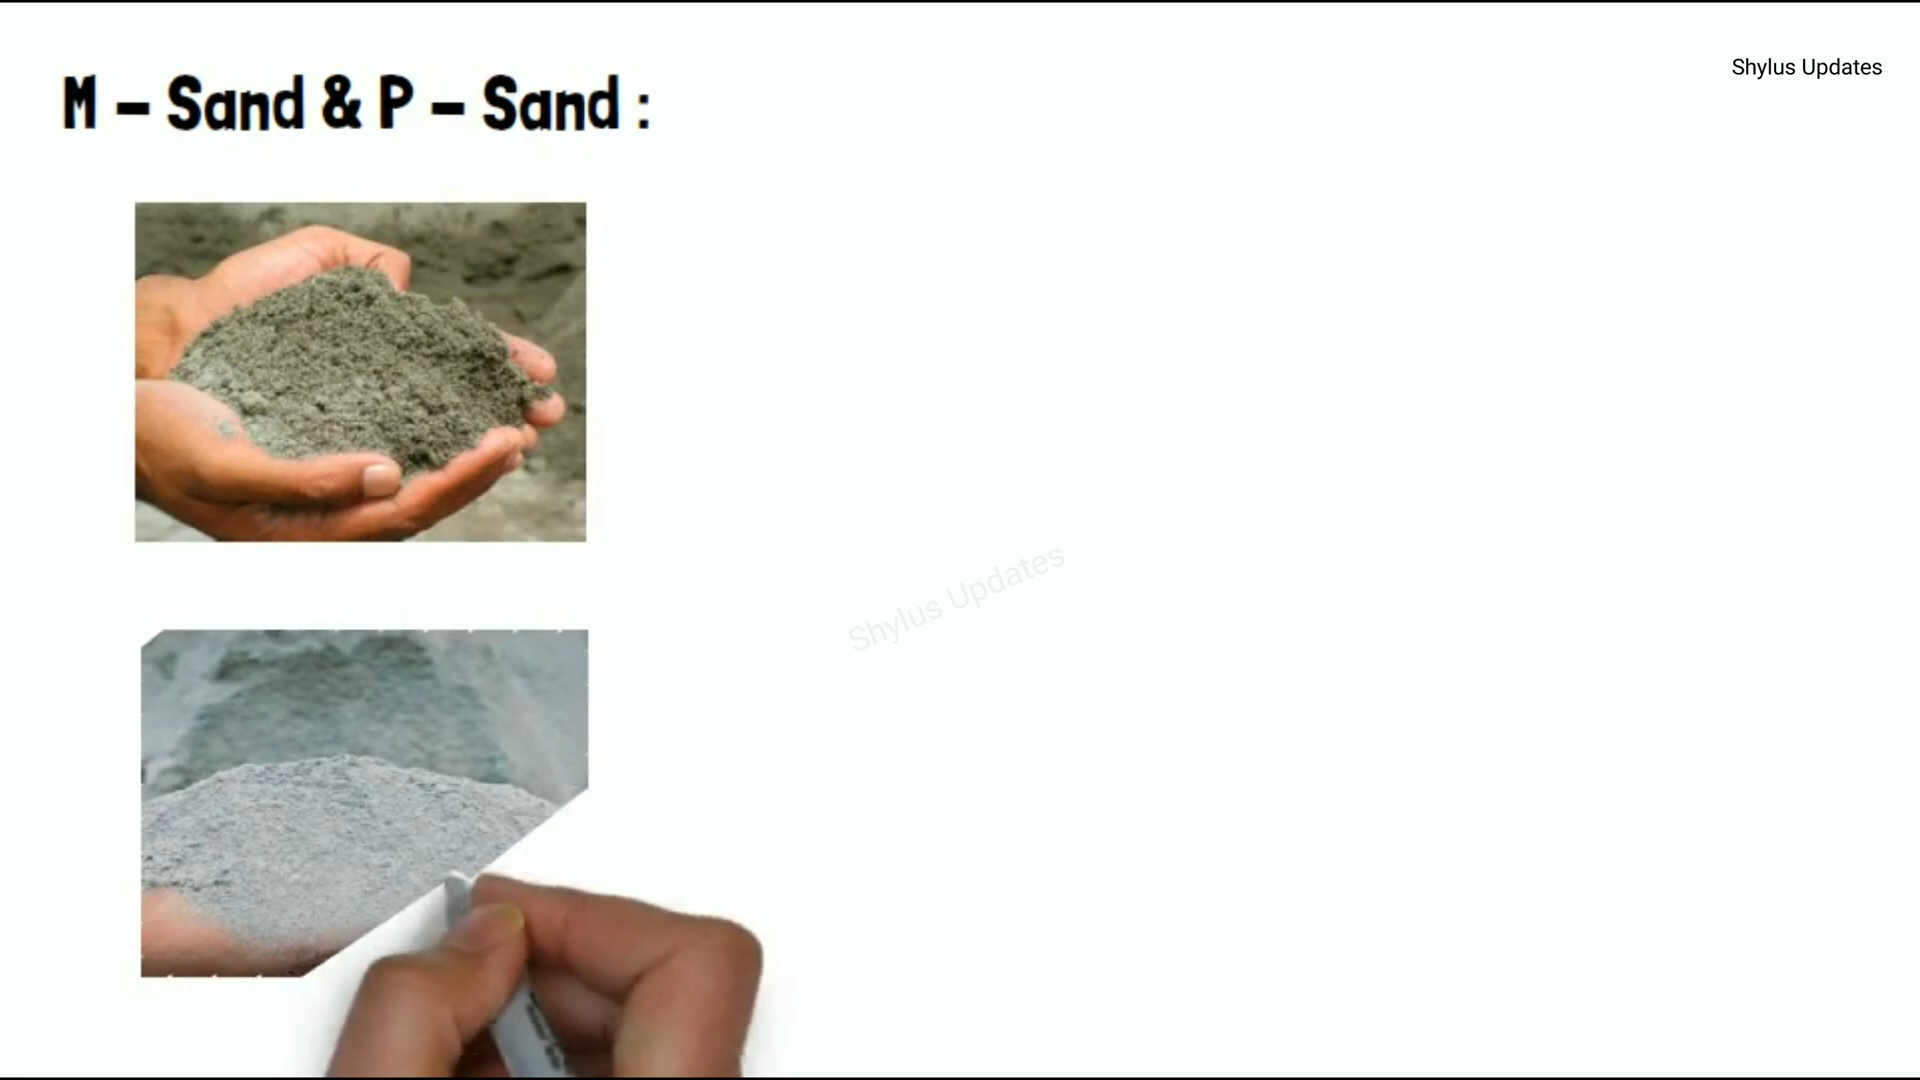 Shylus Updates
M – Sand & P – Sand :
Shylus Updates